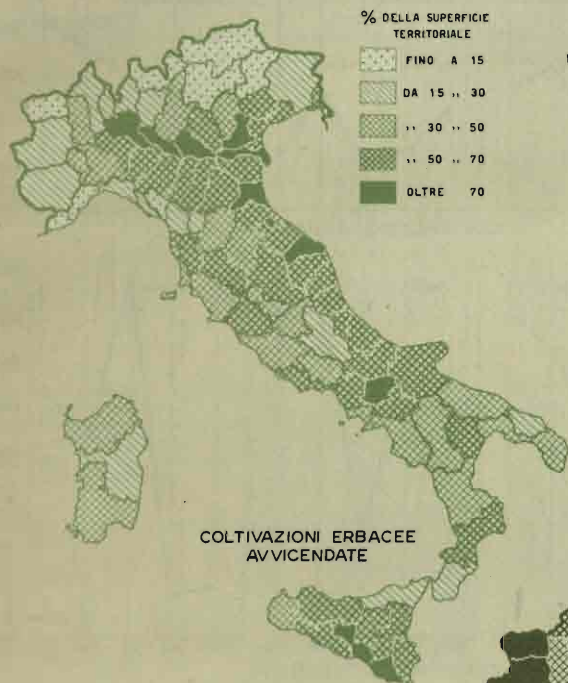 % DELLA SUPERFICIE
TERRITORIALE
FINO A 15
DA 15 ,, 30
,, 30 ,, 50
,, 50 ,, 70
OLTRE 70
COLTIVAZIONI ERBACEE
AVVICENDATE